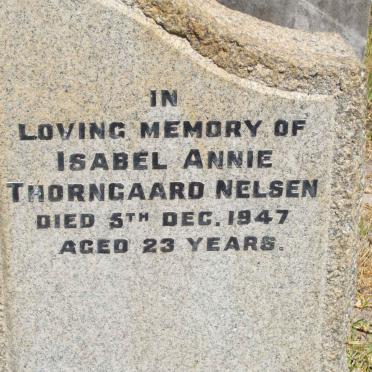 IN
LOVING MEMORY OF
ISABEL ANNIE
THORNGAARD NELSEN
DIED 5TH DEC. 1947
AGED 23 YEARS.